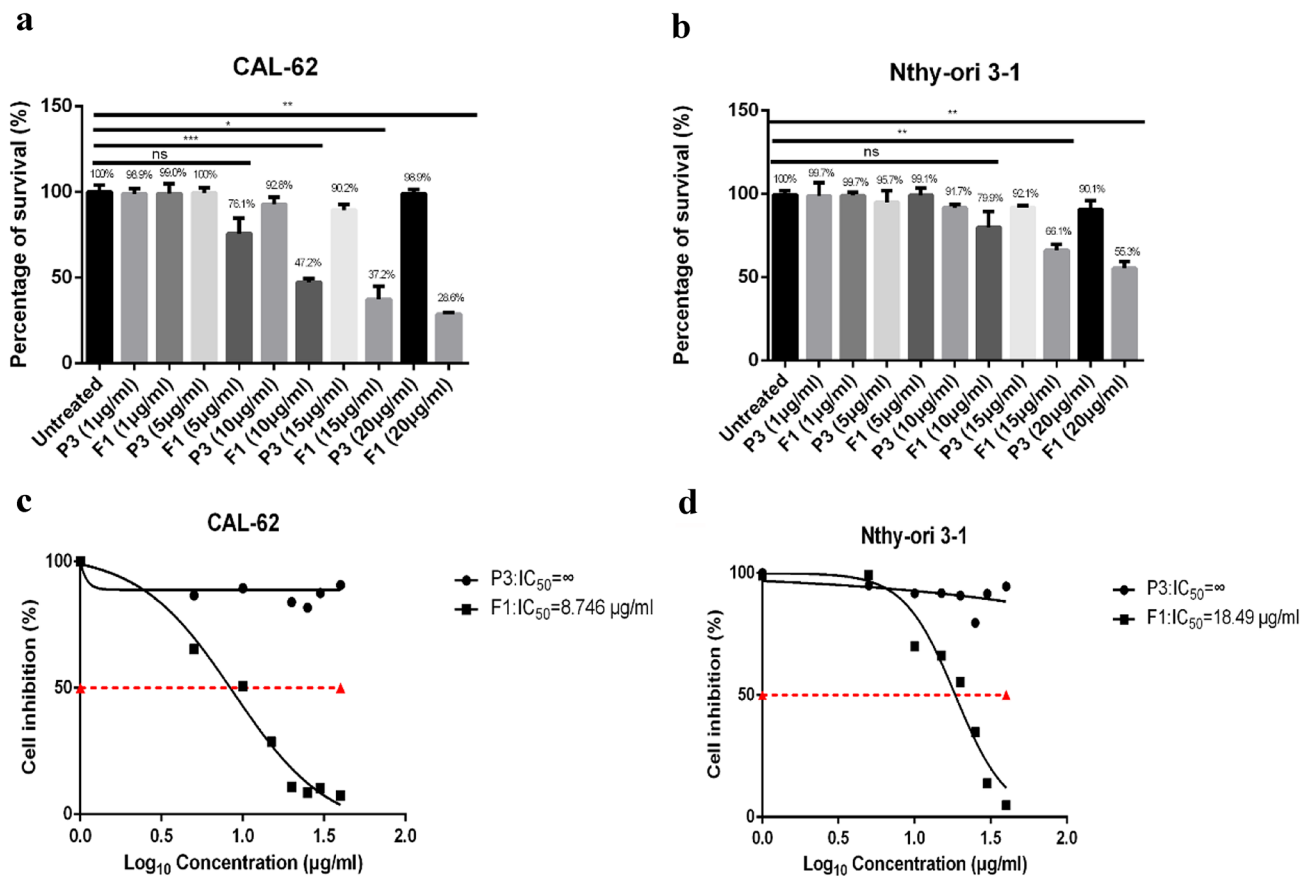 a
CAL-62
Percentage of survival (%)
150
100
50
0
**
*
***
ns
100%
98.9%
99.0%
100%
76.1%
92.8%
47.2%
90.2%
37.2%
98.9%
28.6%
Untreated
P3 (1μg/ml)
F1 (1μg/ml)
P3 (5μg/ml)
F1 (5μg/ml)
P3 (10μg/ml)
F1 (10μg/ml)
P3 (15μg/ml)
F1 (15μg/ml)
P3 (20μg/ml)
F1 (20μg/ml)
b
Nthy-ori 3-1
Percentage of survival (%)
150
100
50
0
**
**
ns
100%
99.7%
99.7%
95.7%
99.1%
91.7%
79.9%
92.1%
66.1%
90.1%
55.3%
Untreated
P3 (1μg/ml)
F1 (1μg/ml)
P3 (5μg/ml)
F1 (5μg/ml)
P3 (10μg/ml)
F1 (10μg/ml)
P3 (15μg/ml)
F1 (15μg/ml)
P3 (20μg/ml)
F1 (20μg/ml)
c
CAL-62
Cell inhibition (%)
100
50
0
0.0 0.5 1.0 1.5 2.0
Log10 Concentration (μg/ml)
P3:IC50=∞
F1:IC50=8.746 μg/ml
d
Nthy-ori 3-1
Cell inhibition (%)
100
50
0
0.0 0.5 1.0 1.5 2.0
Log10 Concentration (μg/ml)
P3:IC50=∞
F1:IC50=18.49 μg/ml